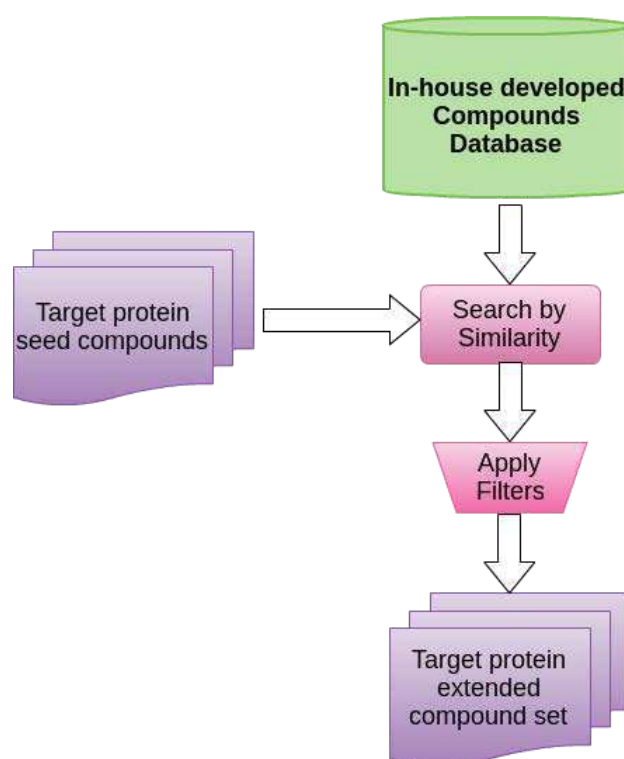 In-house developed
Compounds
Database
Target protein
seed compounds
Search by
Similarity
Apply
Filters
Target protein
extended
compound set